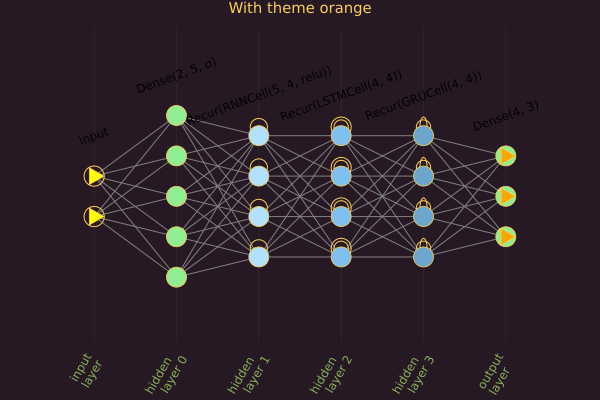 With theme orange
input
Dense(2, 5, σ)
Recur(RNNCell(5, 4, relu))
Recur(LSTMCell(4, 4))
Recur(GRUCell(4, 4))
Dense(4, 3)
input
layer
hidden
layer 0
hidden
layer 1
hidden
layer 2
hidden
layer 3
output
layer